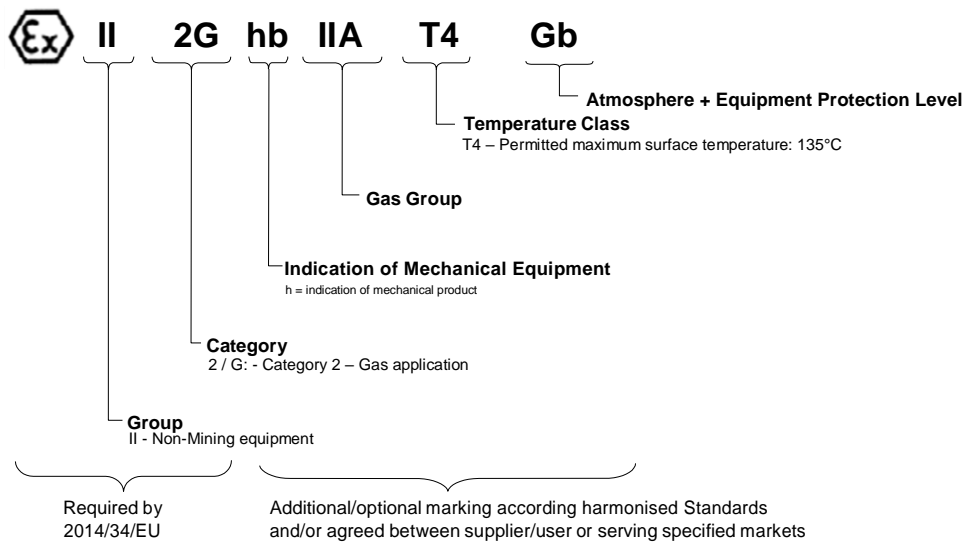 Ex II 2G hb IIA T4 Gb
Atmosphere + Equipment Protection Level
Temperature Class
T4 – Permitted maximum surface temperature: 135°C
Gas Group
Indication of Mechanical Equipment
h = indication of mechanical product
Category
2 / G: - Category 2 – Gas application
Group
II - Non-Mining equipment
Required by
2014/34/EU
Additional/optional marking according harmonised Standards
and/or agreed between supplier/user or serving specified markets